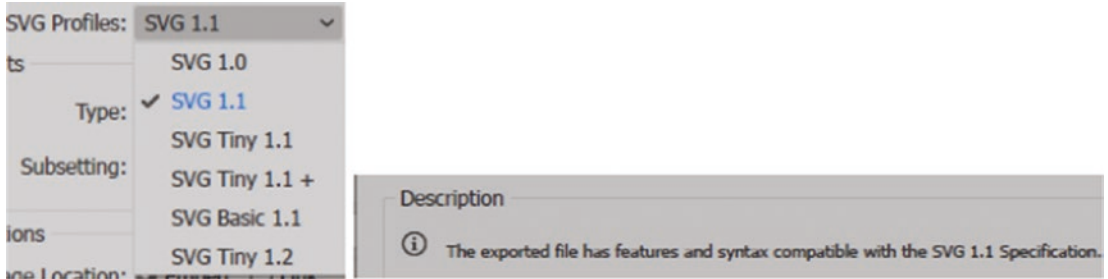 SVG Profiles: SVG 1.1
SVG 1.0
ts
SVG 1.1
Type:
SVG Tiny 1.1
Subsetting:
SVG Tiny 1.1 +
SVG Basic 1.1
ions
SVG Tiny 1.2
Location:
Description
The exported file has features and syntax compatible with the SVG 1.1 Specification.